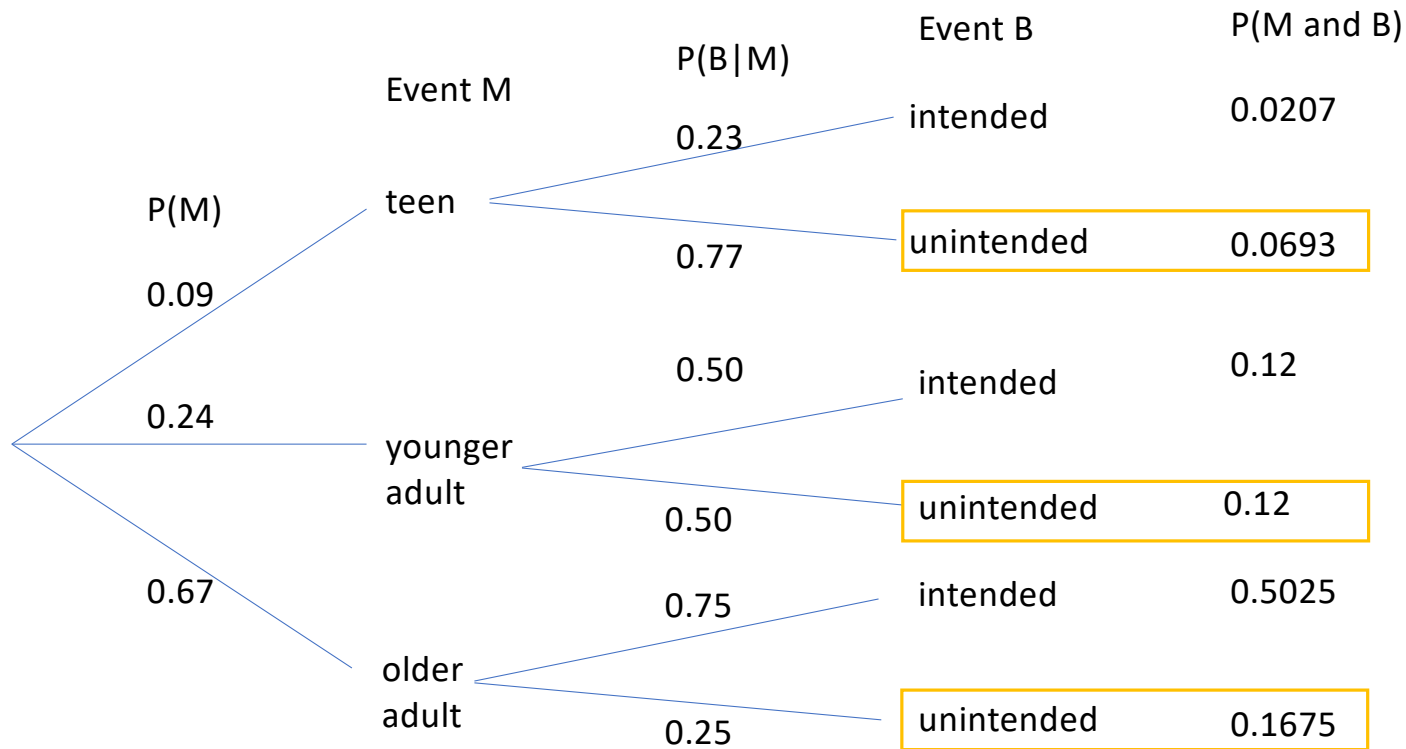 Event B
P(M and B)
P(B|M)
Event M
intended
0.0207
0.23
P(M)
teen
unintended
0.0693
0.77
0.09
0.50
intended
0.12
0.24
younger
adult
unintended
0.12
0.50
0.67
0.75
intended
0.5025
older
adult
unintended
0.1675
0.25